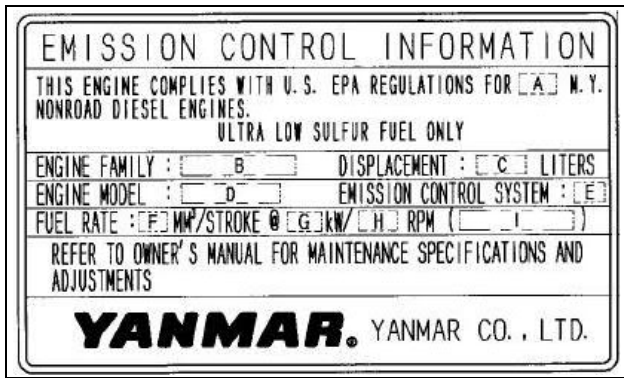 EMISSION CONTROL INFORMATION
THIS ENGINE COMPLIES WITH U.S. EPA REGULATIONS FOR [A] M.Y.
NONROAD DIESEL ENGINES.
ULTRA LOW SULFUR FUEL ONLY
ENGINE FAMILY : [B] DISPLACEMENT : [C] LITERS
ENGINE MODEL : [D] EMISSION CONTROL SYSTEM : [E]
FUEL RATE : [F] MM³/STROKE @ [G] kW/ [H] RPM ( [I] )
REFER TO OWNER'S MANUAL FOR MAINTENANCE SPECIFICATIONS AND
ADJUSTMENTS
YANMAR® YANMAR CO., LTD.